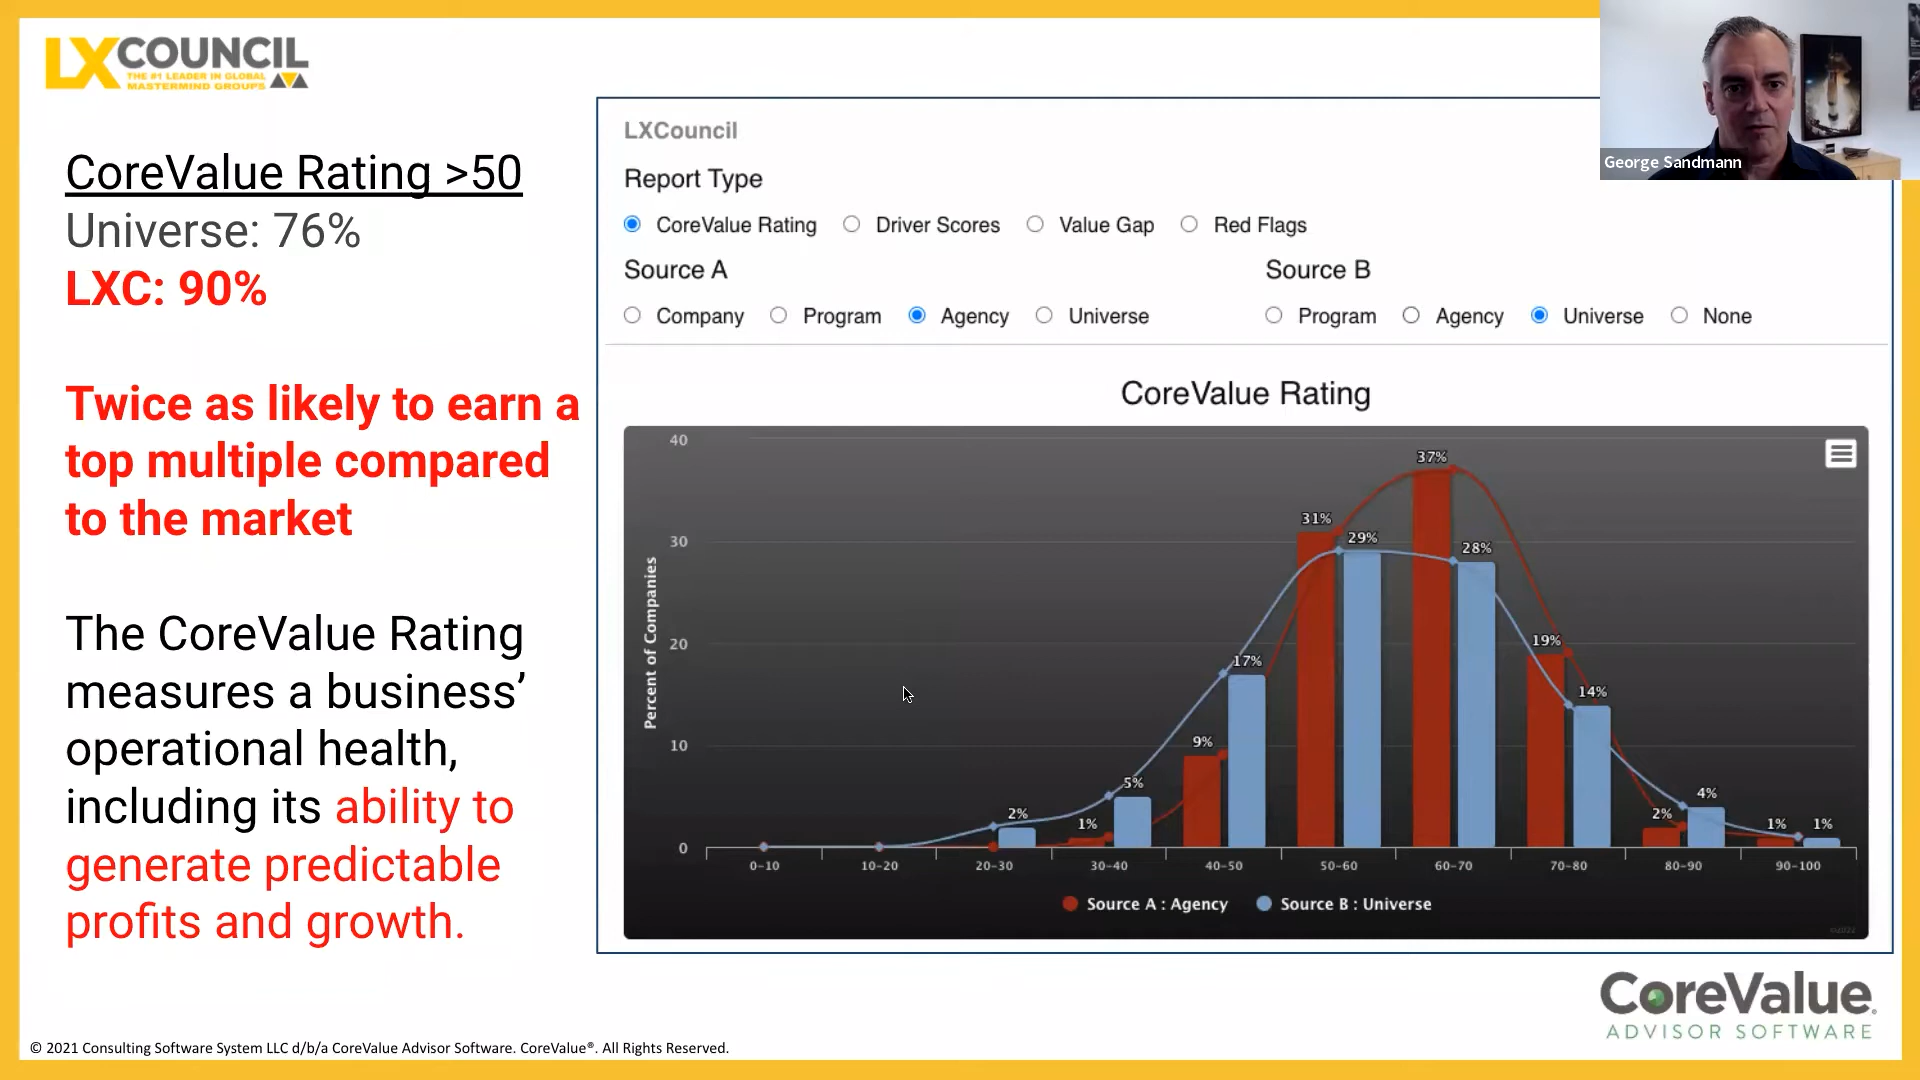 LXCOUNCIL
THE #1 LEADER IN GLOBAL
MASTERMIND GROUPS
CoreValue Rating >50
Universe: 76%
LXC: 90%
Twice as likely to earn a
top multiple compared
to the market
The CoreValue Rating
measures a business’
operational health,
including its ability to
generate predictable
profits and growth.
LXCouncil
Report Type
CoreValue Rating Driver Scores Value Gap Red Flags
Source A Source B
Company Program Agency Universe Program Agency Universe None
CoreValue Rating
Percent of Companies
40
30
20
10
0
2%
1% 5%
9% 17%
31% 29%
37% 28%
19% 14%
2% 4%
1% 1%
0-10 10-20 20-30 30-40 40-50 50-60 60-70 70-80 80-90 90-100
Source A : Agency Source B : Universe
George Sandmann
CoreValue®
ADVISOR SOFTWARE
© 2021 Consulting Software System LLC d/b/a CoreValue Advisor Software. CoreValue®. All Rights Reserved.